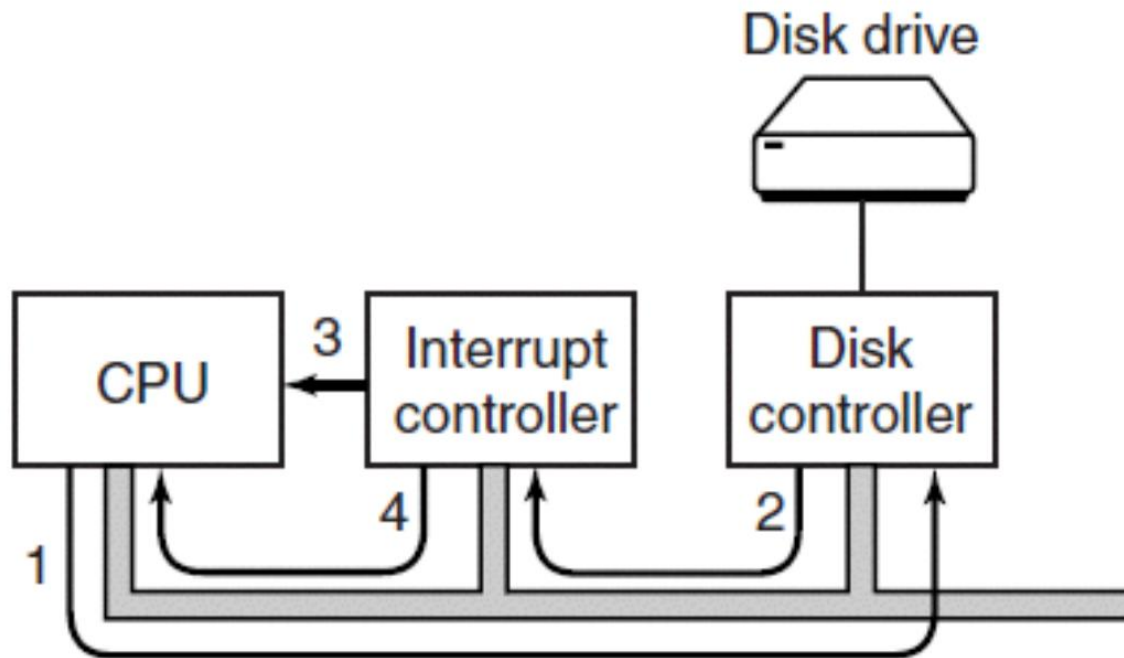 Disk drive
CPU
3
Interrupt
controller
Disk
controller
1
4
2